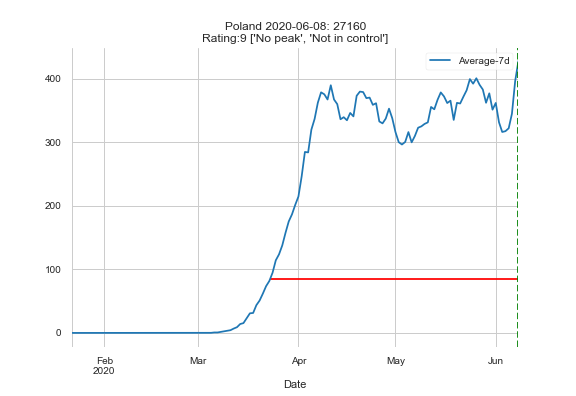 Poland 2020-06-08: 27160
Rating:9 ['No peak', 'Not in control']
Average-7d
400
300
200
100
0
Feb
2020
Mar
Apr
May
Jun
Date